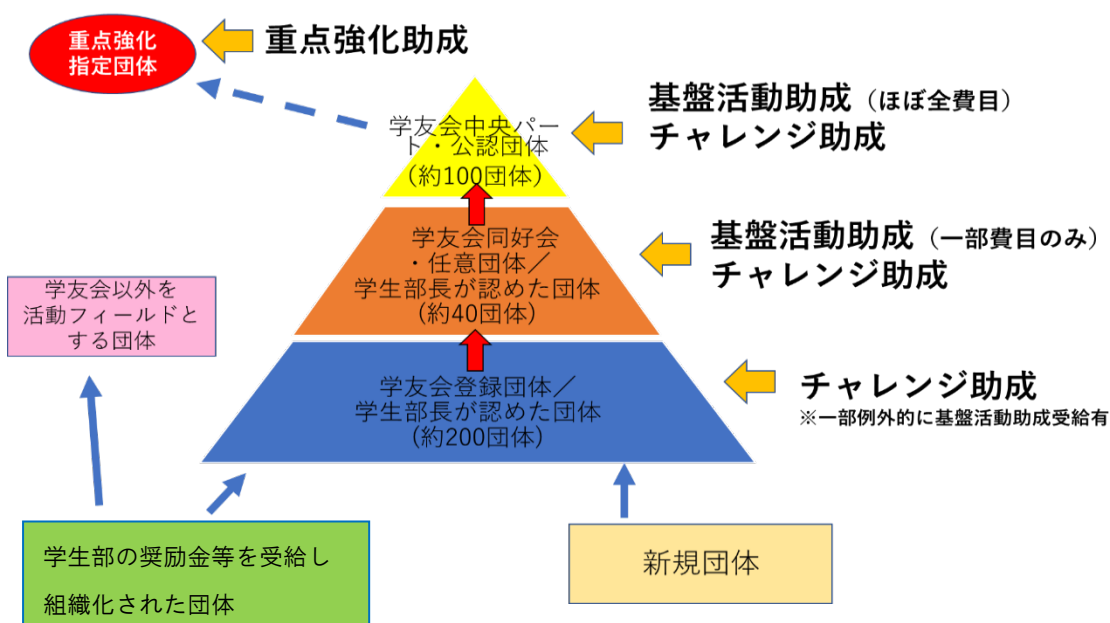 重点強化
指定団体
重点強化助成
基盤活動助成（ほぼ全費目）
チャレンジ助成
学友会中央パー
ト・公認団体
（約100団体）
基盤活動助成（一部費目のみ）
チャレンジ助成
学友会同好会
・任意団体／
学生部長が認めた団体
（約40団体）
学友会以外を
活動フィールドと
する団体
チャレンジ助成
※一部例外的に基盤活動助成受給有
学友会登録団体／
学生部長が認めた団体
（約200団体）
学生部の奨励金等を受給し
組織化された団体
新規団体